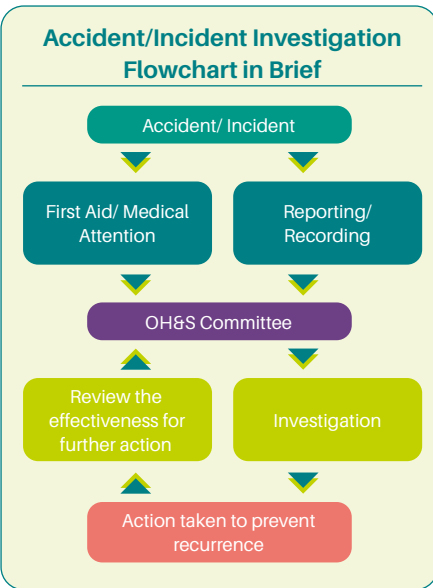 Accident/Incident Investigation
Flowchart in Brief
Accident/ Incident
First Aid/ Medical
Attention
Reporting/
Recording
OH&S Committee
Review the
effectiveness for
further action
Investigation
Action taken to prevent
recurrence